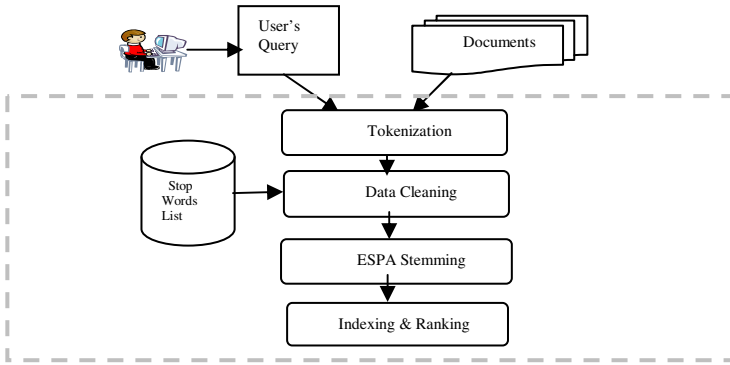 User's
Query
Documents
Tokenization
Stop
Words
List
Data Cleaning
ESPA Stemming
Indexing & Ranking